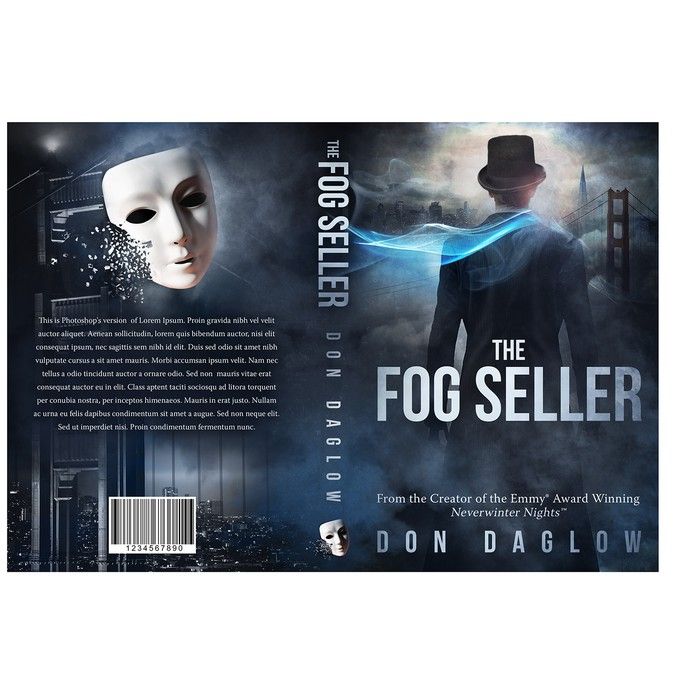 This is Photoshop's version of Lorem Ipsum. Proin gravida nibh vel velit
auctor aliquet. Aenean sollicitudin, lorem quis bibendum auctor, nisi elit
consequat ipsum, nec sagittis sem nibh id elit. Duis sed odio sit amet nibh
vulputate cursus a sit amet mauris. Morbi accumsan ipsum velit. Nam nec
tellus a odio tincidunt auctor a ornare odio. Sed non mauris vitae erat
consequat auctor eu in elit. Class aptent taciti sociosqu ad litora torquent
per conubia nostra, per inceptos himenaeos. Mauris in erat justo. Nullam
ac urna eu felis dapibus condimentum sit amet a augue. Sed non neque elit.
Sed ut imperdiet nisi. Proin condimentum fermentum nunc.
1234567890
THE FOG SELLER
DON DAGLOW
THE
FOG SELLER
From the Creator of the Emmy® Award Winning
Neverwinter Nights™
DON DAGLOW